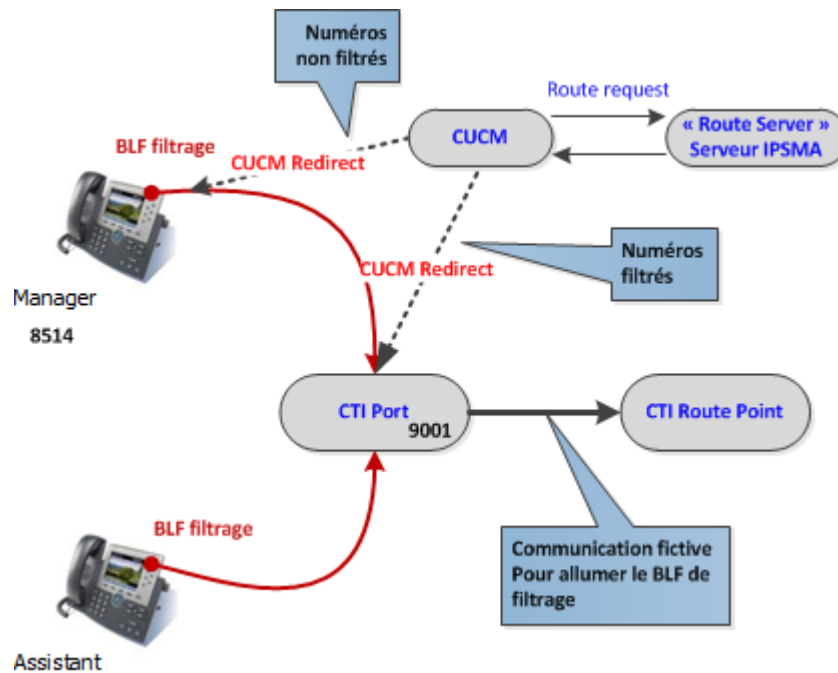 Numéros
non filtrés
Route request
CUCM
« Route Server »
Serveur IPSMA
BLF filtrage
CUCM Redirect
Numéros
filtrés
CUCM Redirect
Manager
8514
CTI Port
9001
CTI Route Point
BLF filtrage
Communication fictive
Pour allumer le BLF de
filtrage
Assistant